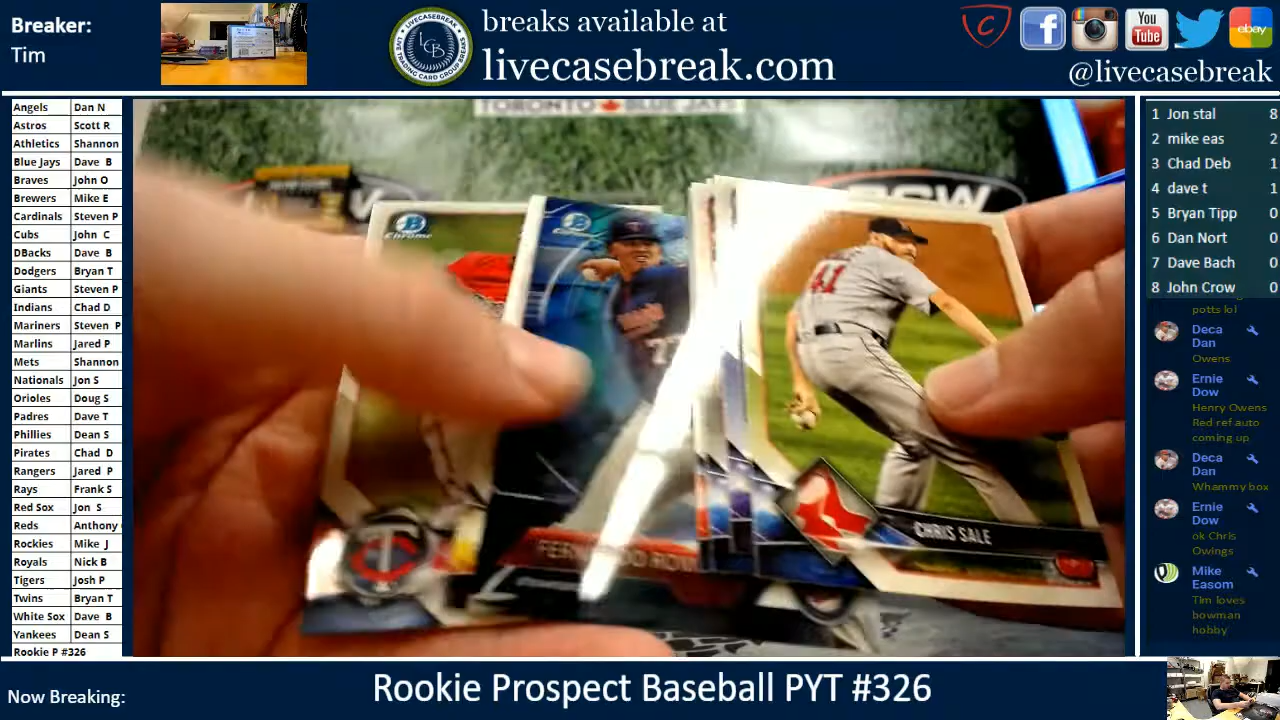 Breaker:
Tim
LIVECASEBREAK
LCB
breaks available at
livecasebreak.com
You
Tube
ebay
@livecasebreak
Angels Dan N
Astros Scott R
Athletics Shannon
Blue Jays Dave B
Braves John O
Brewers Mike E
Cardinals Steven P
Cubs John C
DBacks Dave B
Dodgers Bryan T
Giants Steven P
Indians Chad D
Mariners Steven P
Marlins Jared P
Mets Shannon
Nationals Jon S
Orioles Doug S
Padres Dave T
Phillies Dean S
Pirates Chad D
Rangers Jared P
Rays Frank S
Red Sox Jon S
Reds Anthony
Rockies Mike J
Royals Nick B
Tigers Josh P
Twins Bryan T
White Sox Dave B
Yankees Dean S
Rookie P #326
TORONTO BLUE JAYS
B
Chrome
B
41
CHRIS SALE
1 Jon stal 8
2 mike eas 2
3 Chad Deb 1
4 dave t 1
5 Bryan Tipp 0
6 Dan Nort 0
7 Dave Bach 0
8 John Crow 0
potts lol
Deca
Dan
Owens
Ernie
Dow
Henry Owens
Red ref auto
coming up
Deca
Dan
Whammy box
Ernie
Dow
ok Chris
Owings
Mike
Easom
Tim loves
bowman
hobby
Now Breaking:
Rookie Prospect Baseball PYT #326